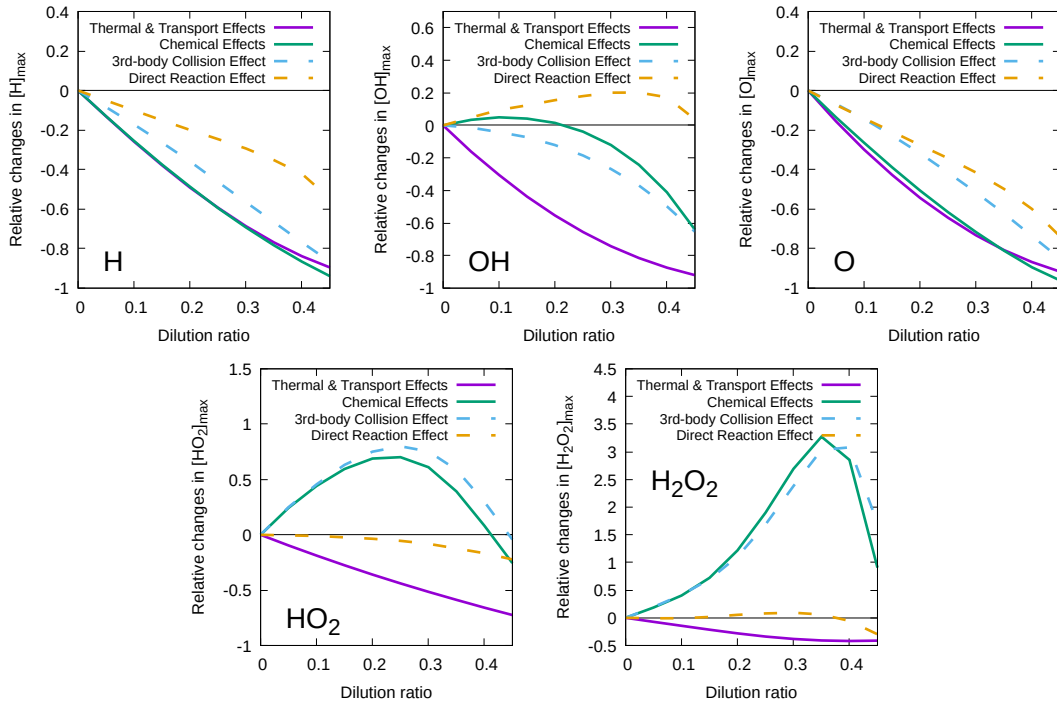 Relative changes in [H]max
0.4
0.2
0
-0.2
-0.4
-0.6
-0.8
-1
Thermal & Transport Effects
Chemical Effects
3rd-body Collision Effect
Direct Reaction Effect
H
0 0.1 0.2 0.3 0.4
Dilution ratio
Relative changes in [OH]max
0.6
0.4
0.2
0
-0.2
-0.4
-0.6
-0.8
-1
Thermal & Transport Effects
Chemical Effects
3rd-body Collision Effect
Direct Reaction Effect
OH
0 0.1 0.2 0.3 0.4
Dilution ratio
Relative changes in [O]max
0.4
0.2
0
-0.2
-0.4
-0.6
-0.8
-1
Thermal & Transport Effects
Chemical Effects
3rd-body Collision Effect
Direct Reaction Effect
O
0 0.1 0.2 0.3 0.4
Dilution ratio
Relative changes in [HO₂]max
1.5
1
0.5
0
-0.5
-1
Thermal & Transport Effects
Chemical Effects
3rd-body Collision Effect
Direct Reaction Effect
HO₂
0 0.1 0.2 0.3 0.4
Dilution ratio
Relative changes in [H₂O₂]max
4.5
4
3.5
3
2.5
2
1.5
1
0.5
0
-0.5
Thermal & Transport Effects
Chemical Effects
3rd-body Collision Effect
Direct Reaction Effect
H₂O₂
0 0.1 0.2 0.3 0.4
Dilution ratio